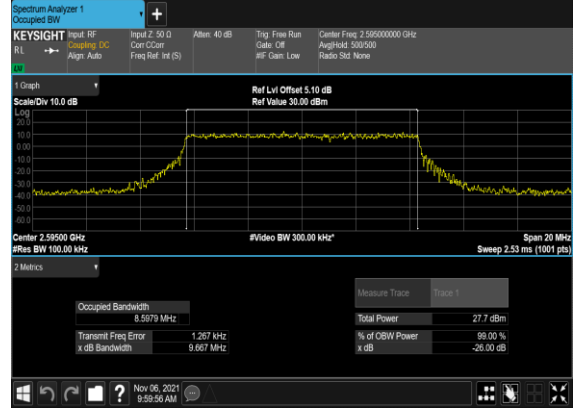 Spectrum Analyzer 1
Occupied BW
KEYSIGHT Input: RF Input Z: 50 Ω Atten: 40 dB Trig: Free Run Center Freq: 2.595000000 GHz
RL Coupling: DC Corr CCorr Gate: Off Avg|Hold: 500/500
Align: Auto Freq Ref: Int (S) #IF Gain: Low Radio Std: None
1 Graph
Ref Lvl Offset 5.10 dB
Scale/Div 10.0 dB Ref Value 30.00 dBm
Log
20.0
10.0
0.00
-10.0
-20.0
-30.0
-40.0
-50.0
-60.0
Center 2.59500 GHz #Video BW 300.00 kHz* Span 20 MHz
#Res BW 100.00 kHz Sweep 2.53 ms (1001 pts)
2 Metrics
Measure Trace Trace 1
Occupied Bandwidth
8.5979 MHz Total Power 27.7 dBm
Transmit Freq Error 1.267 kHz % of OBW Power 99.00 %
x dB Bandwidth 9.667 MHz x dB -26.00 dB
? Nov 06, 2021
9:59:56 AM